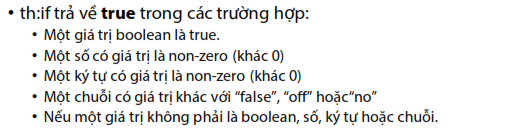 • th:if trả về true trong các trường hợp:
• Một giá trị boolean là true.
• Một số có giá trị là non-zero (khác 0)
• Một ký tự có giá trị là non-zero (khác 0)
• Một chuỗi có giá trị khác với “false”, “off” hoặc“no”
• Nếu một giá trị không phải là boolean, số, ký tự hoặc chuỗi.